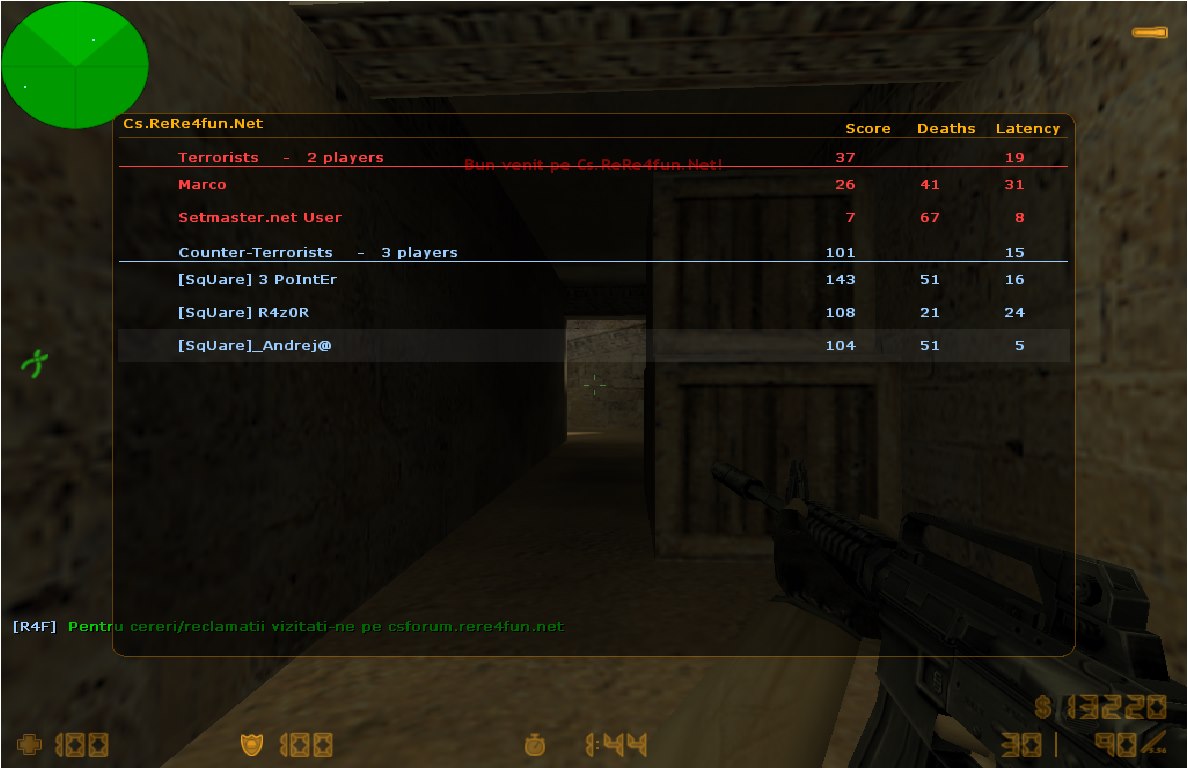 Cs.ReRe4fun.Net
Score Deaths Latency
Terrorists - 2 players 37 19
Bun venit pe Cs.ReRe4fun.Net!
Marco 26 41 31
Setmaster.net User 7 67 8
Counter-Terrorists - 3 players 101 15
[SqUare] 3 PoIntEr 143 51 16
[SqUare] R4z0R 108 21 24
[SqUare]_Andrej@ 104 51 5
[R4F] Pentru cereri/reclamatii vizitati-ne pe csforum.rere4fun.net
$ 13220
100 100 1:44 30 | 90 5.56